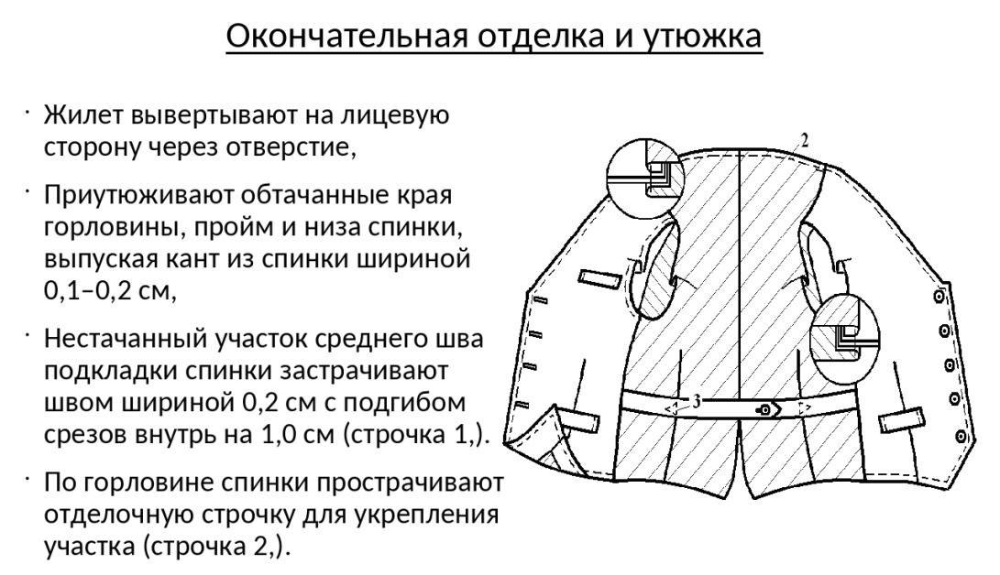 Окончательная отделка и утюжка
· Жилет вывертывают на лицевую
сторону через отверстие,
· Приутюживают обтачанные края
горловины, пройм и низа спинки,
выпуская кант из спинки шириной
0,1–0,2 см,
· Нестачанный участок среднего шва
подкладки спинки застрачивают
швом шириной 0,2 см с подгибом
срезов внутрь на 1,0 см (строчка 1,).
· По горловине спинки прострачивают
отделочную строчку для укрепления
участка (строчка 2,).
2
3